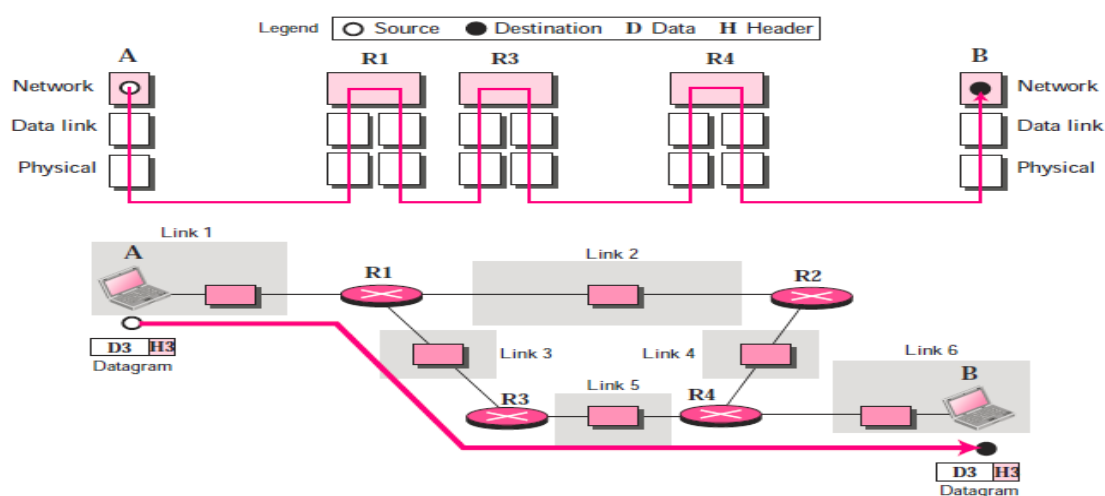 Legend Source Destination D Data H Header
A R1 R3 R4 B
Network Network
Data link Data link
Physical Physical
Link 1
A
R1
Link 2
R2
Link 3
Link 4
Link 6
D3 H3
Datagram
R3
Link 5
R4
B
D3 H3
Datagram